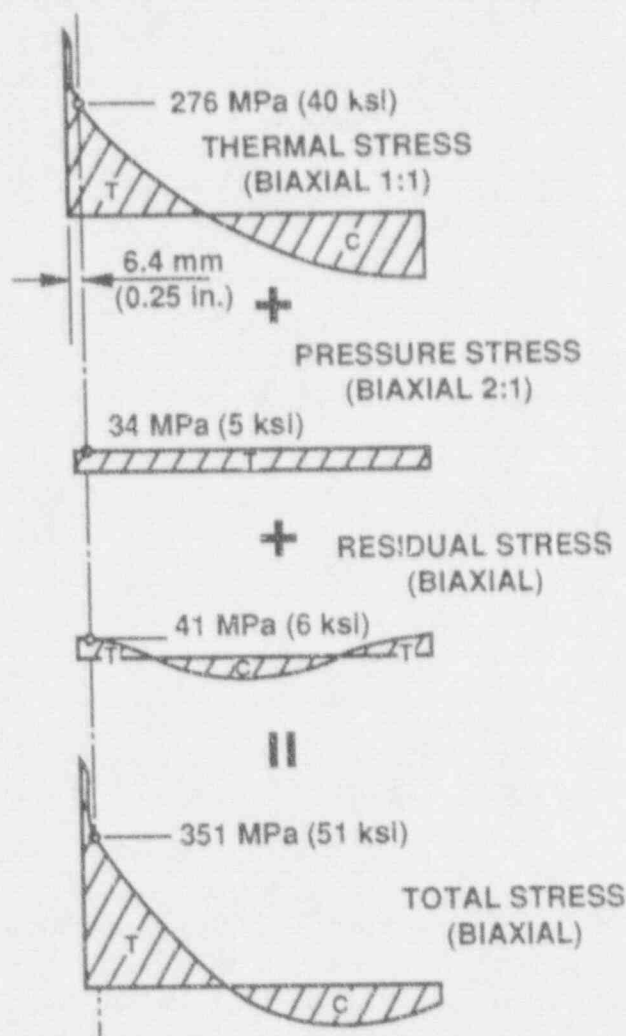 276 MPa (40 ksi)
THERMAL STRESS
(BIAXIAL 1:1)
T
C
6.4 mm
(0.25 in.)
+
PRESSURE STRESS
(BIAXIAL 2:1)
34 MPa (5 ksi)
T
+
RESIDUAL STRESS
(BIAXIAL)
41 MPa (6 ksi)
T
C
T
=
351 MPa (51 ksi)
TOTAL STRESS
(BIAXIAL)
T
C